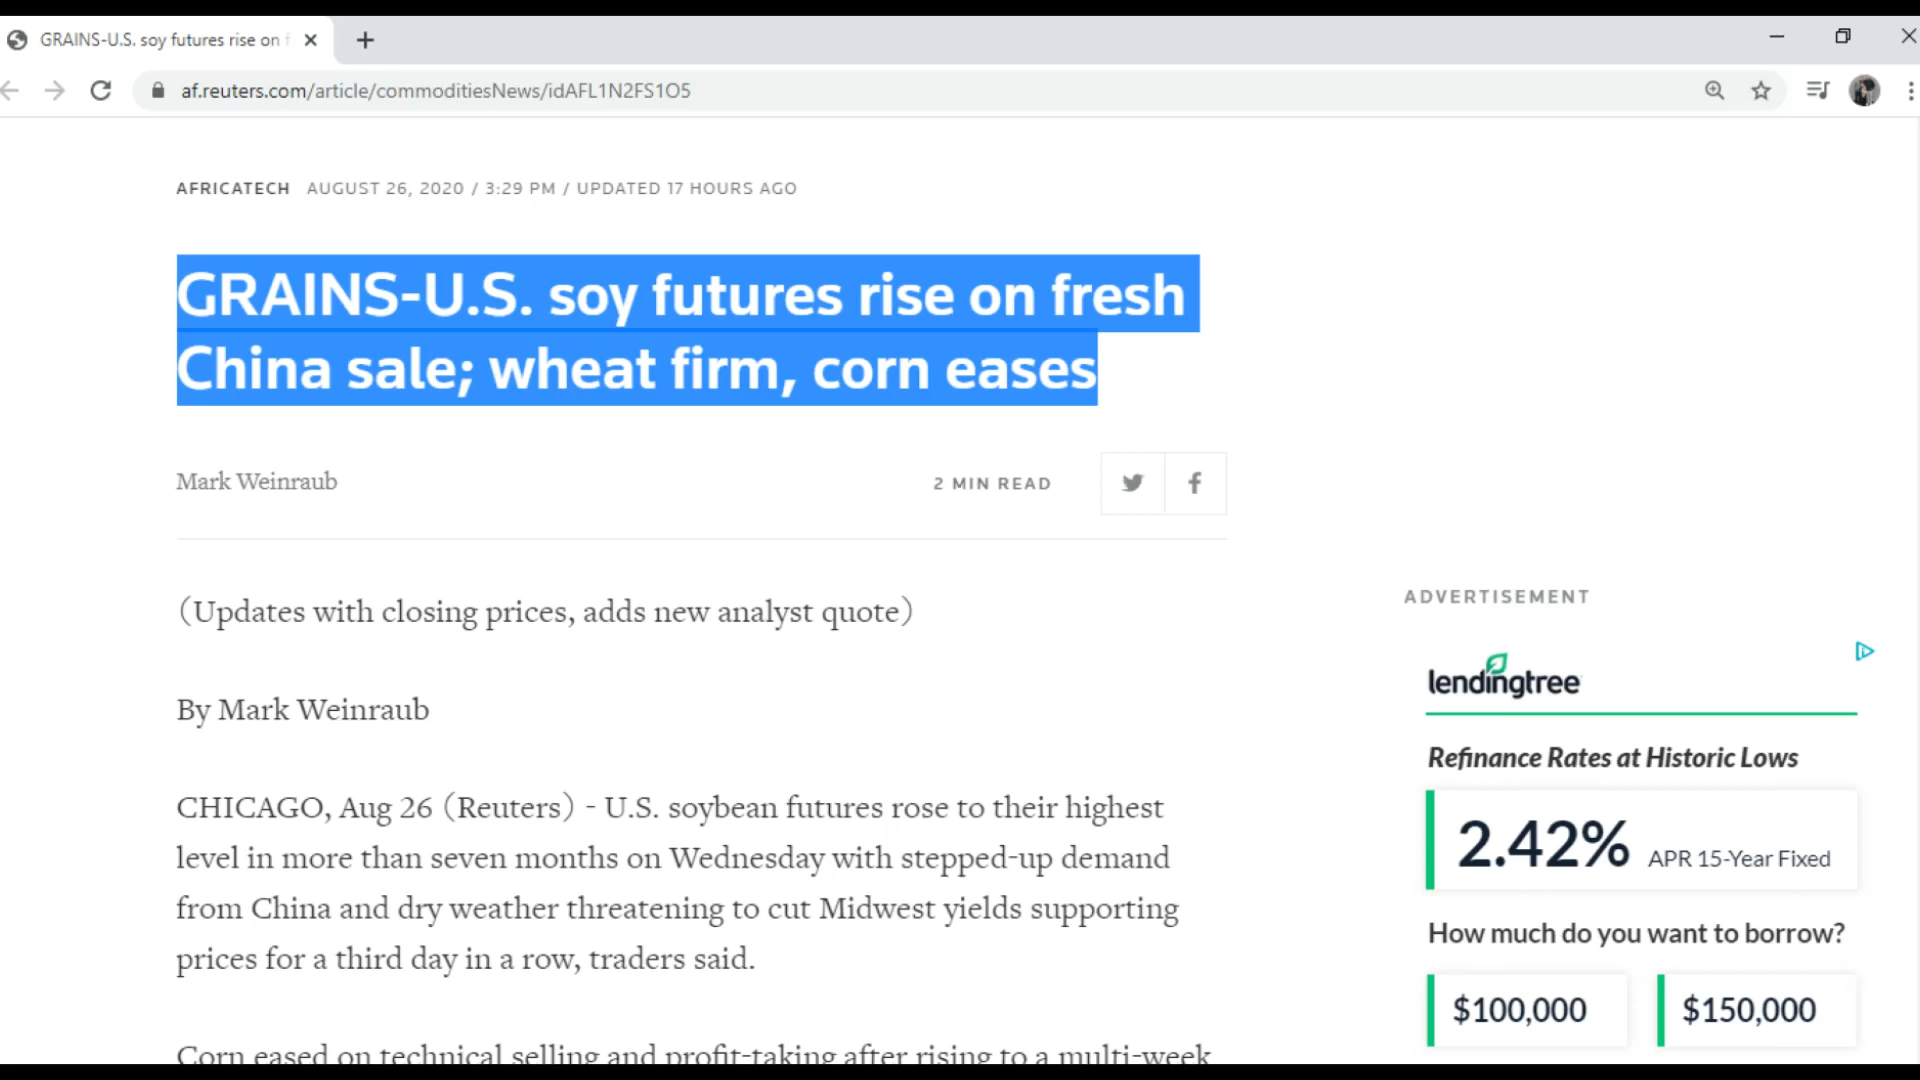 GRAINS-U.S. soy futures rise on f
af.reuters.com/article/commoditiesNews/idAFL1N2FS1O5
AFRICATECH AUGUST 26, 2020 / 3:29 PM / UPDATED 17 HOURS AGO
GRAINS-U.S. soy futures rise on fresh
China sale; wheat firm, corn eases
Mark Weinraub
2 MIN READ
(Updates with closing prices, adds new analyst quote)
By Mark Weinraub
CHICAGO, Aug 26 (Reuters) - U.S. soybean futures rose to their highest
level in more than seven months on Wednesday with stepped-up demand
from China and dry weather threatening to cut Midwest yields supporting
prices for a third day in a row, traders said.
Corn eased on technical selling and profit-taking after rising to a multi-week
ADVERTISEMENT
lendingtree
Refinance Rates at Historic Lows
2.42% APR 15-Year Fixed
How much do you want to borrow?
$100,000 $150,000